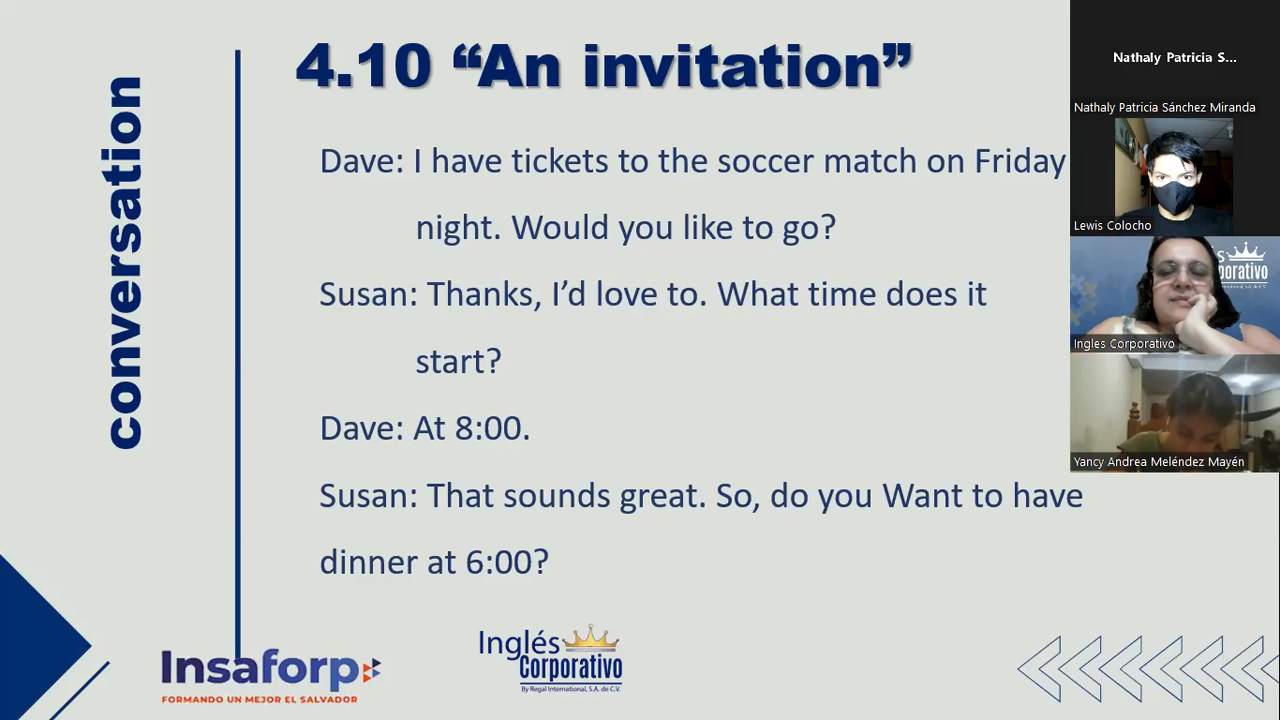 4.10 “An invitation”
conversation
Dave: I have tickets to the soccer match on Friday
night. Would you like to go?
Susan: Thanks, I’d love to. What time does it
start?
Dave: At 8:00.
Susan: That sounds great. So, do you Want to have
dinner at 6:00?
Insaforp
FORMANDO UN MEJOR EL SALVADOR
Inglés
Corporativo
By Regal International, S.A. de C.V.
Nathaly Patricia S...
Nathaly Patricia Sánchez Miranda
Lewis Colocho
Ingles Corporativo
Yancy Andrea Meléndez Mayén